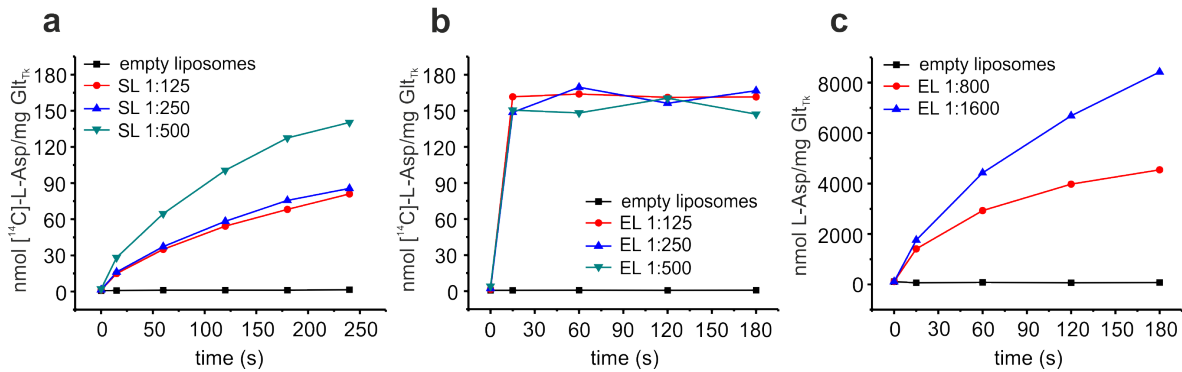 a
nmol [¹⁴C]-L-Asp/mg Glt_Tk
180
150
120
90
60
30
0
empty liposomes
SL 1:125
SL 1:250
SL 1:500
0 50 100 150 200 250
time (s)
b
nmol [¹⁴C]-L-Asp/mg Glt_Tk
180
150
120
90
60
30
0
empty liposomes
EL 1:125
EL 1:250
EL 1:500
0 30 60 90 120 150 180
time (s)
c
nmol L-Asp/mg Glt_Tk
8000
6000
4000
2000
0
empty liposomes
EL 1:800
EL 1:1600
0 30 60 90 120 150 180
time (s)